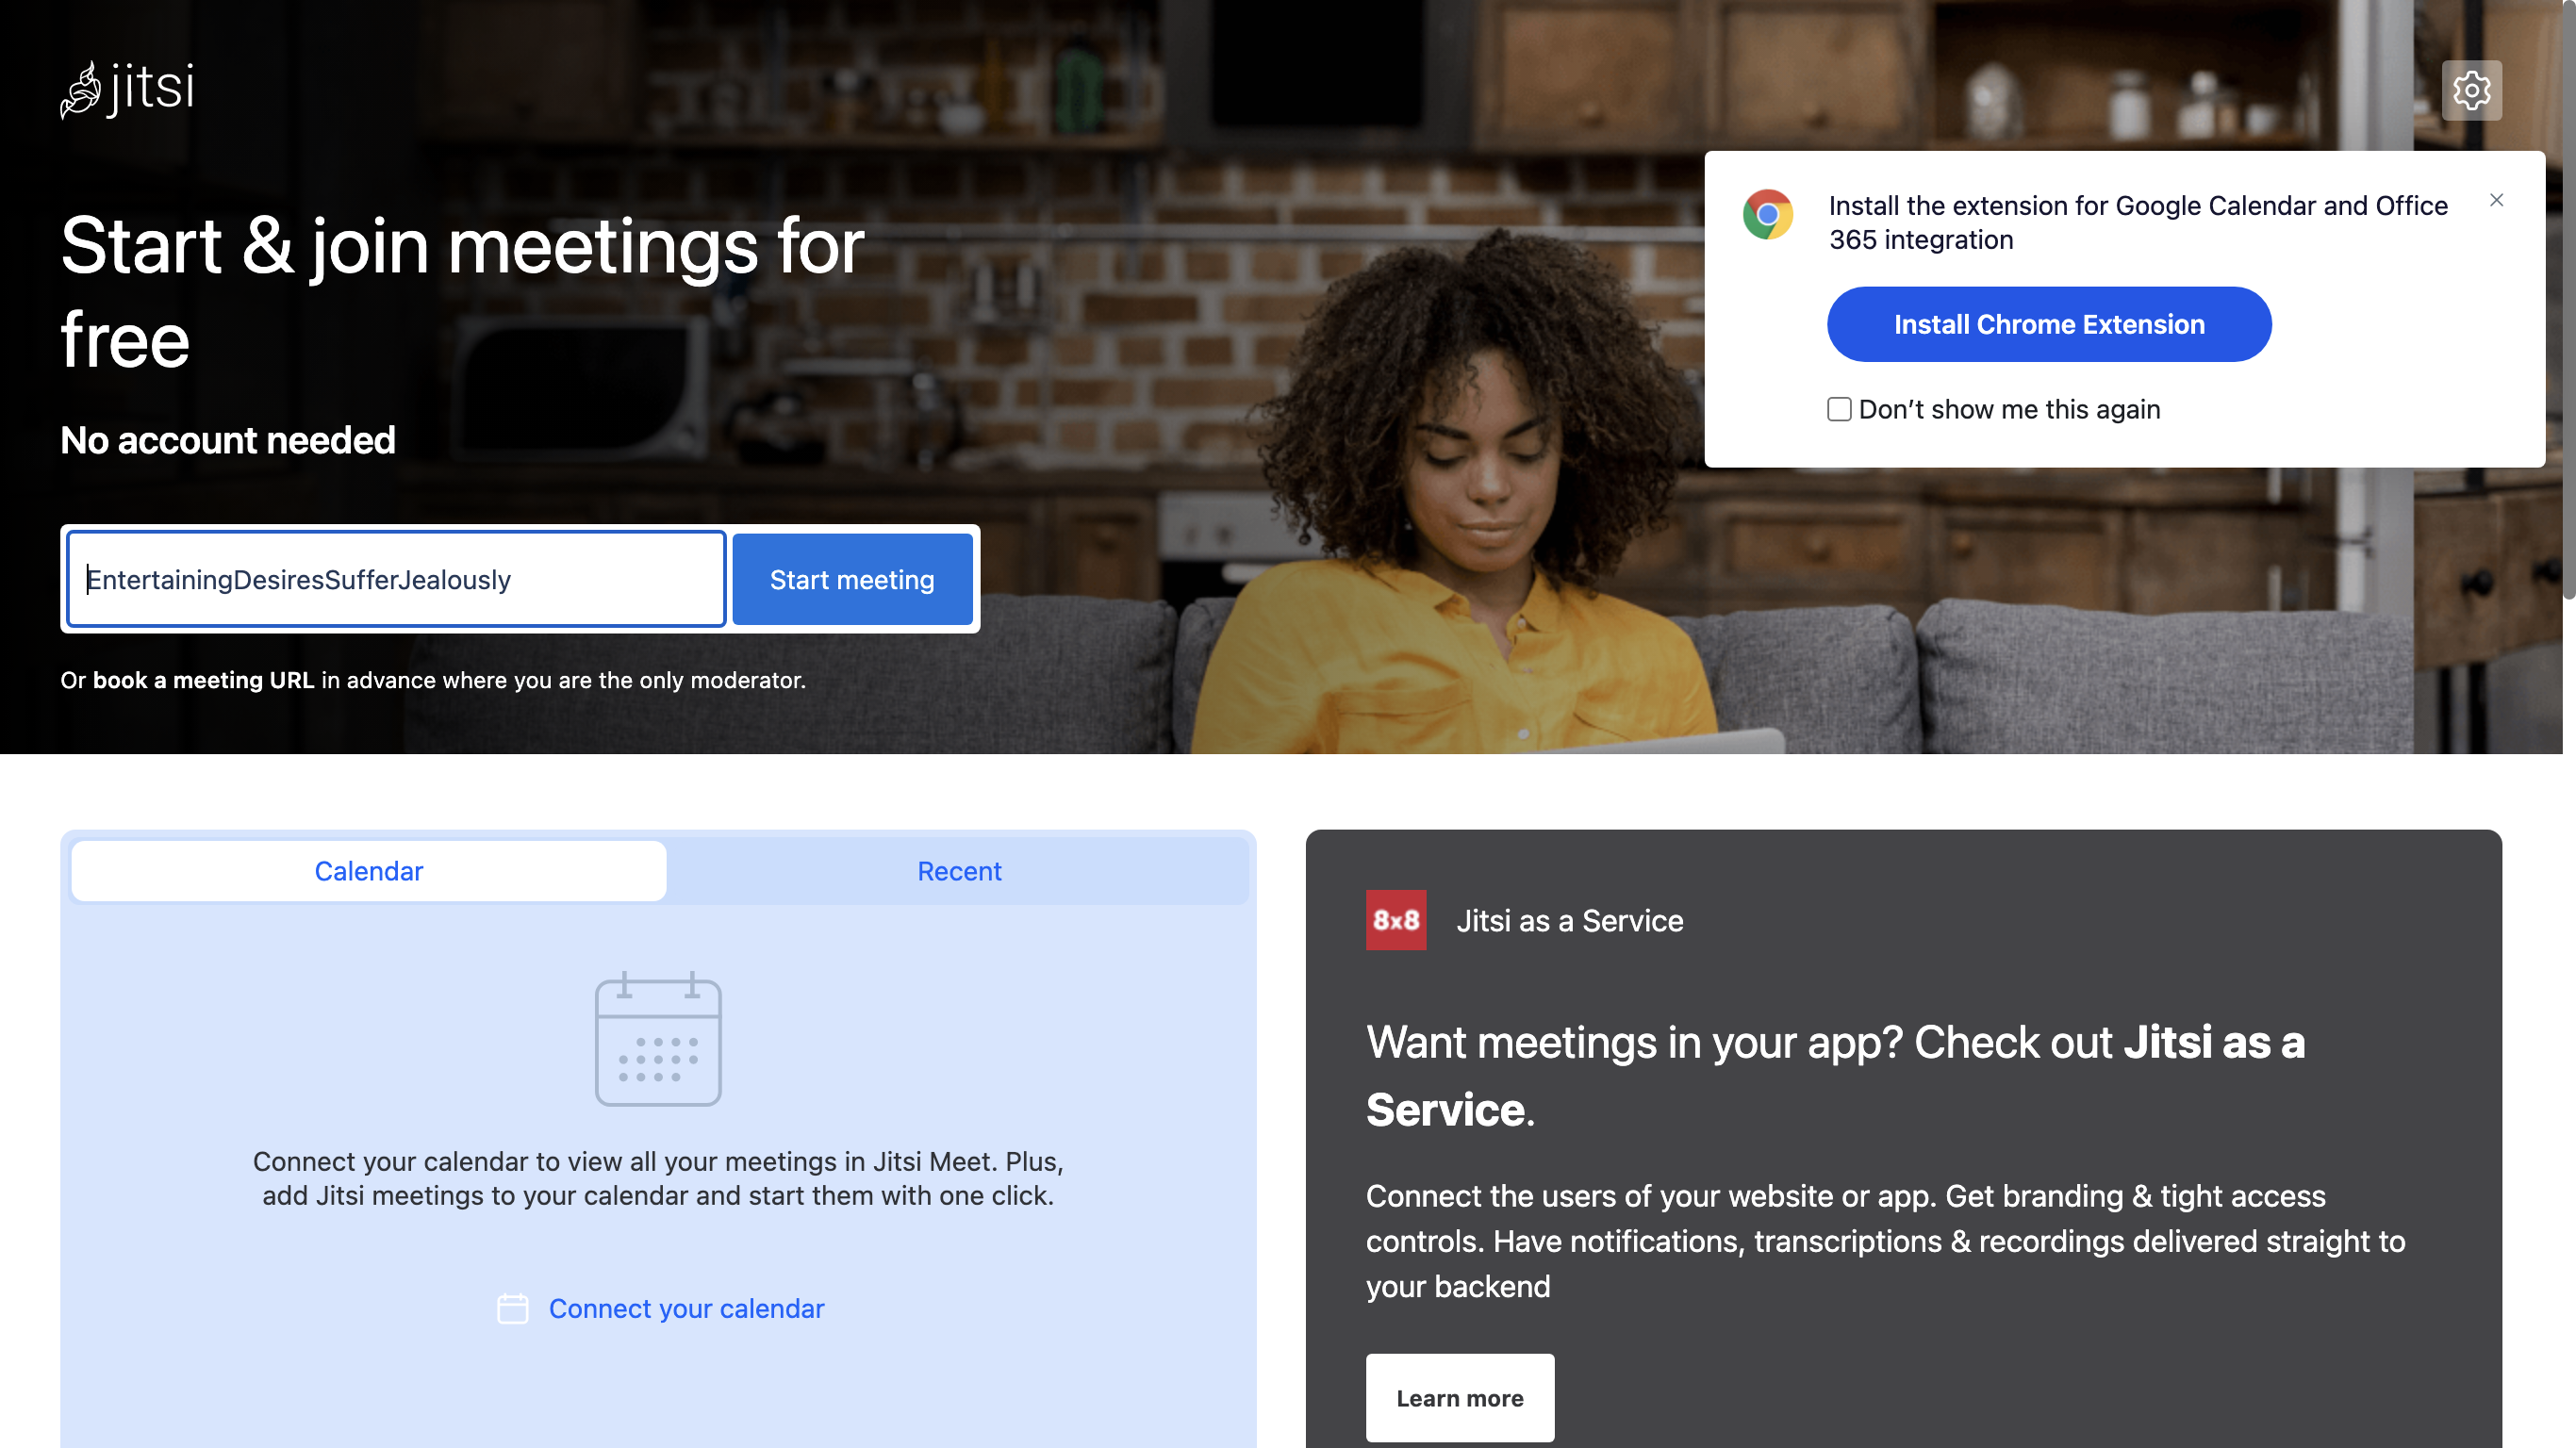 jitsi
Start & join meetings for
free
No account needed
EntertainingDesiresSufferJealously
Start meeting
Or book a meeting URL in advance where you are the only moderator.
Install the extension for Google Calendar and Office
365 integration
Install Chrome Extension
Don’t show me this again
Calendar
Recent
Connect your calendar to view all your meetings in Jitsi Meet. Plus,
add Jitsi meetings to your calendar and start them with one click.
Connect your calendar
8x8
Jitsi as a Service
Want meetings in your app? Check out Jitsi as a
Service.
Connect the users of your website or app. Get branding & tight access
controls. Have notifications, transcriptions & recordings delivered straight to
your backend
Learn more